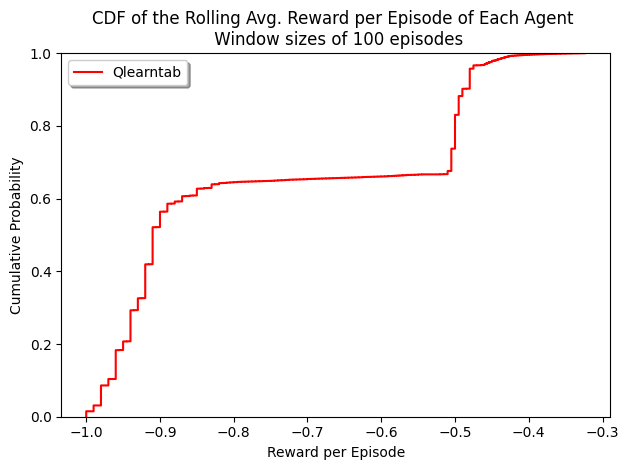 CDF of the Rolling Avg. Reward per Episode of Each Agent
Window sizes of 100 episodes
Qlearntab
1.0
0.8
0.6
0.4
0.2
0.0
Cumulative Probability
−1.0 −0.9 −0.8 −0.7 −0.6 −0.5 −0.4 −0.3
Reward per Episode